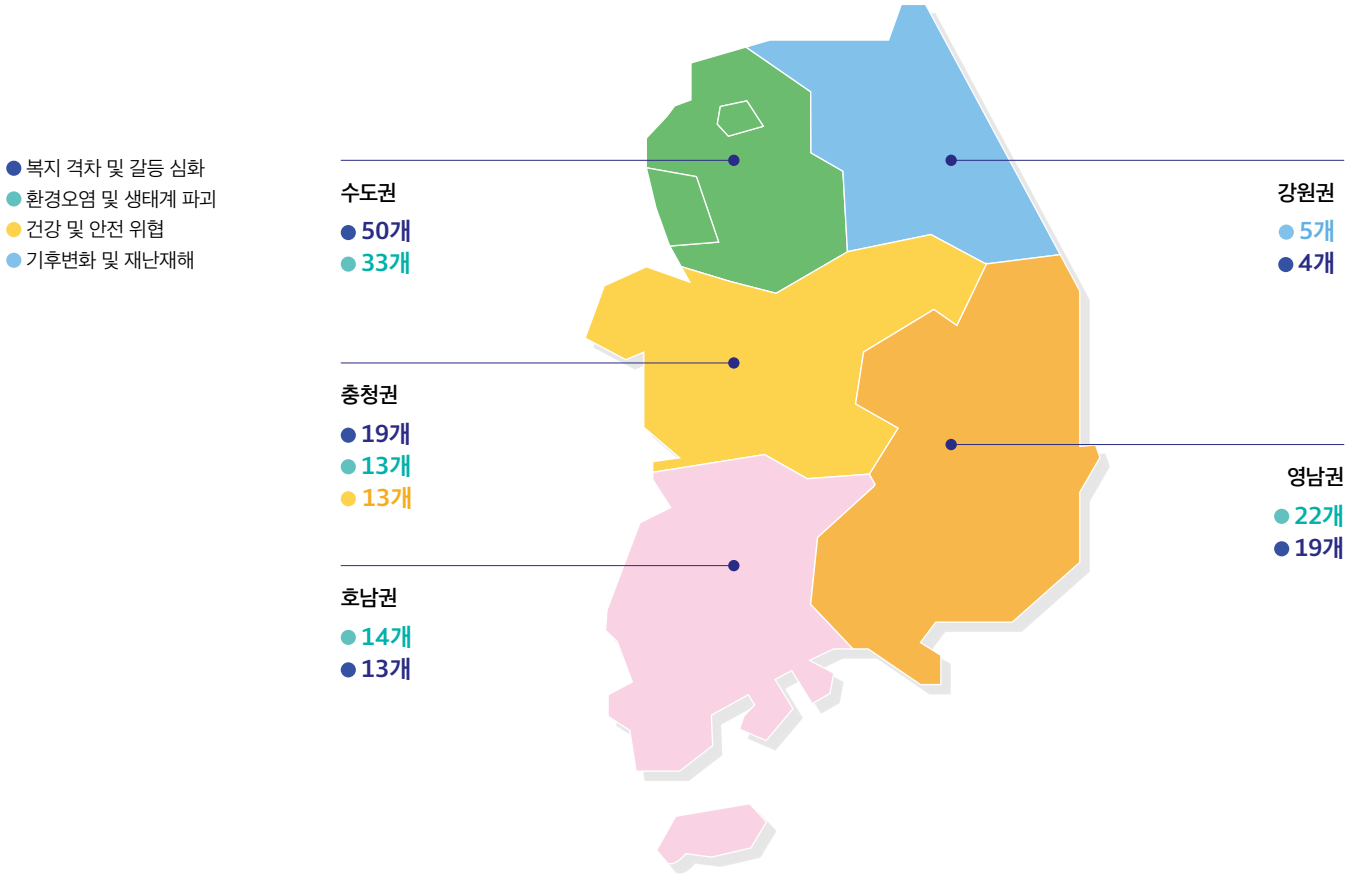 복지 격차 및 갈등 심화
환경오염 및 생태계 파괴
건강 및 안전 위협
기후변화 및 재난재해
수도권
50개
33개
충청권
19개
13개
13개
호남권
14개
13개
강원권
5개
4개
영남권
22개
19개